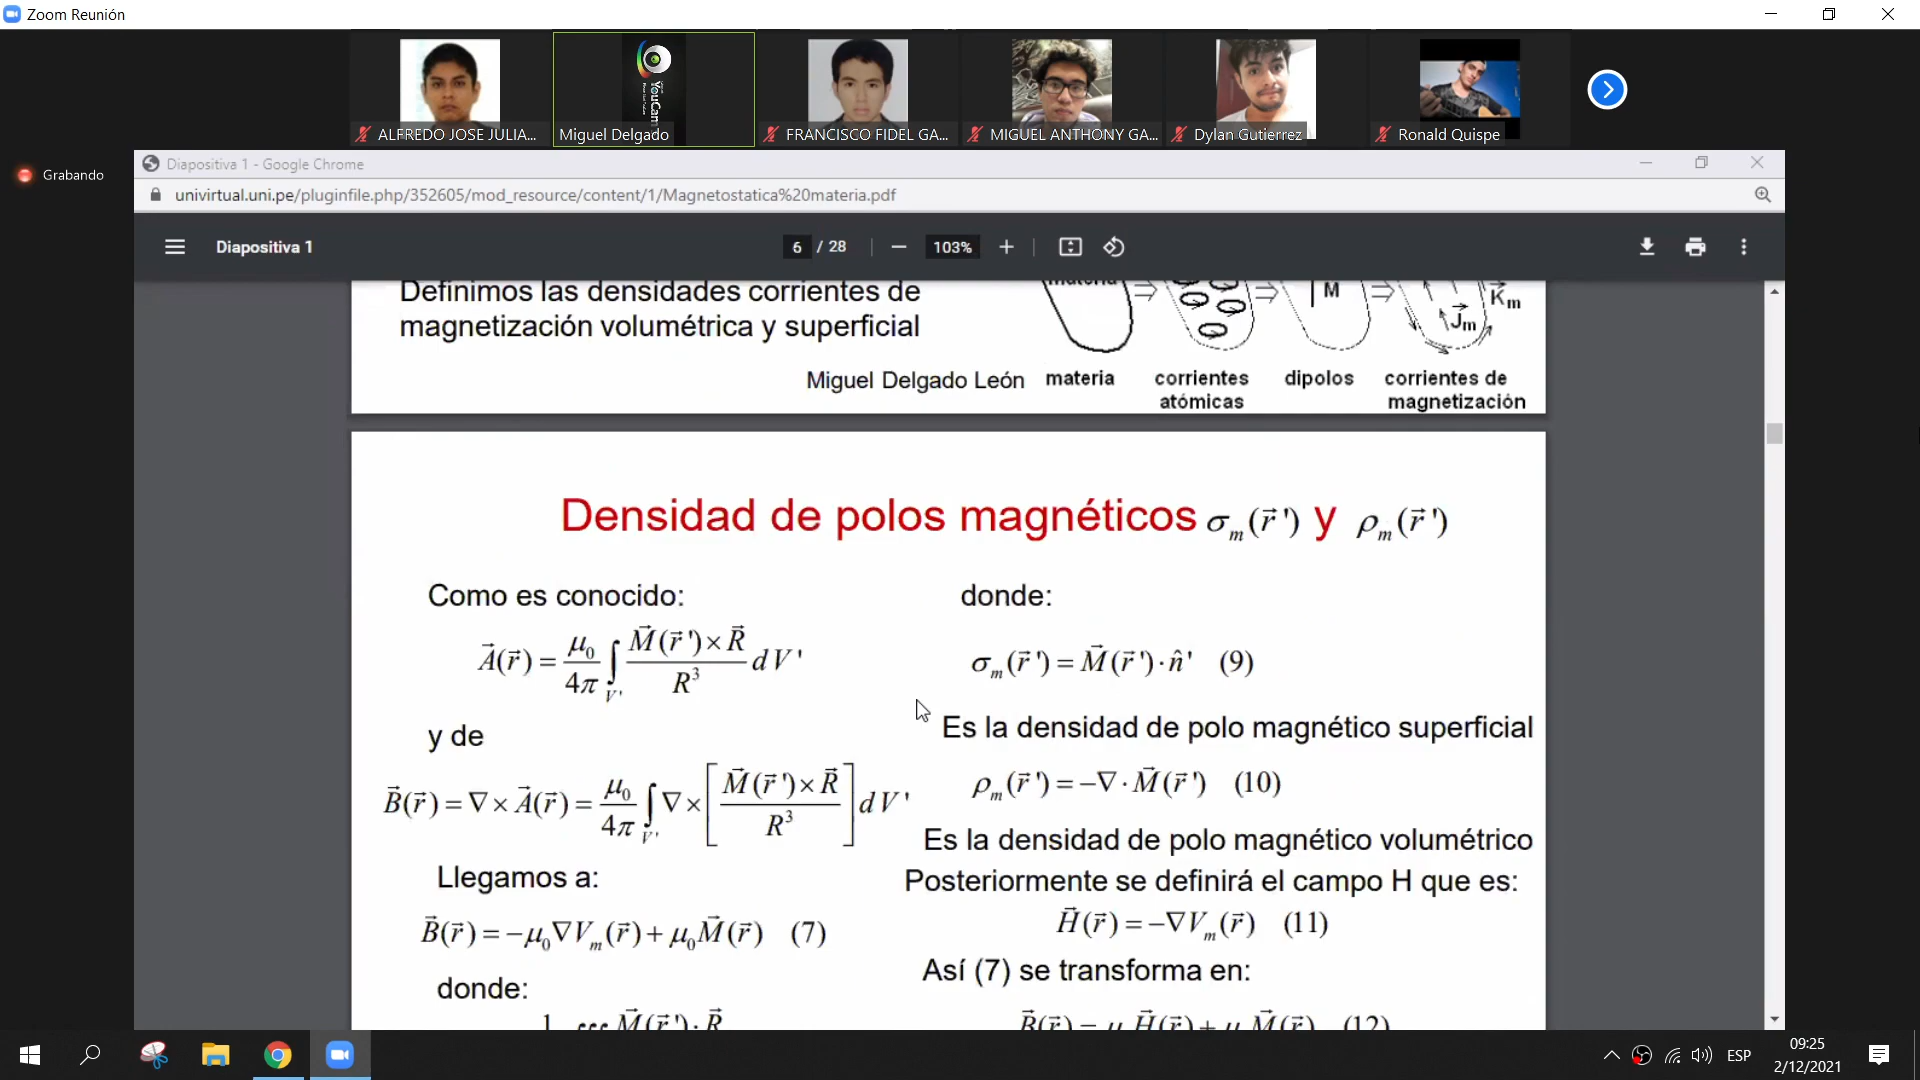 Zoom Reunión
YouCam
ALFREDO JOSE JULIA...
Miguel Delgado
FRANCISCO FIDEL GA...
MIGUEL ANTHONY GA...
Dylan Gutierrez
Ronald Quispe
Grabando
Diapositiva 1 - Google Chrome
univirtual.uni.pe/pluginfile.php/352605/mod_resource/content/1/Magnetostatica%20materia.pdf
Diapositiva 1
6 / 28
103%
Definimos las densidades corrientes de
magnetización volumétrica y superficial
M⃗
J⃗m
K⃗m
Miguel Delgado León
materia
corrientes
atómicas
dipolos
corrientes de
magnetización
Densidad de polos magnéticos σm(r⃗ ') y ρm(r⃗ ')
Como es conocido:
A⃗(r⃗) = μ0/4π ∫V' M⃗(r⃗ ')×R⃗ / R³ dV'
y de
B⃗(r⃗) = ∇× A⃗(r⃗) = μ0/4π ∫V' ∇×[M⃗(r⃗ ')×R⃗ / R³] dV'
Llegamos a:
B⃗(r⃗) = −μ0∇Vm(r⃗) + μ0M⃗(r⃗) (7)
donde:
donde:
σm(r⃗ ') = M⃗(r⃗ ')·n̂' (9)
Es la densidad de polo magnético superficial
ρm(r⃗ ') = −∇·M⃗(r⃗ ') (10)
Es la densidad de polo magnético volumétrico
Posteriormente se definirá el campo H que es:
H⃗(r⃗) = −∇Vm(r⃗) (11)
Así (7) se transforma en:
B⃗(r⃗) = μ H⃗(r⃗) + μ M⃗(r⃗) (12)
ESP
09:25
2/12/2021